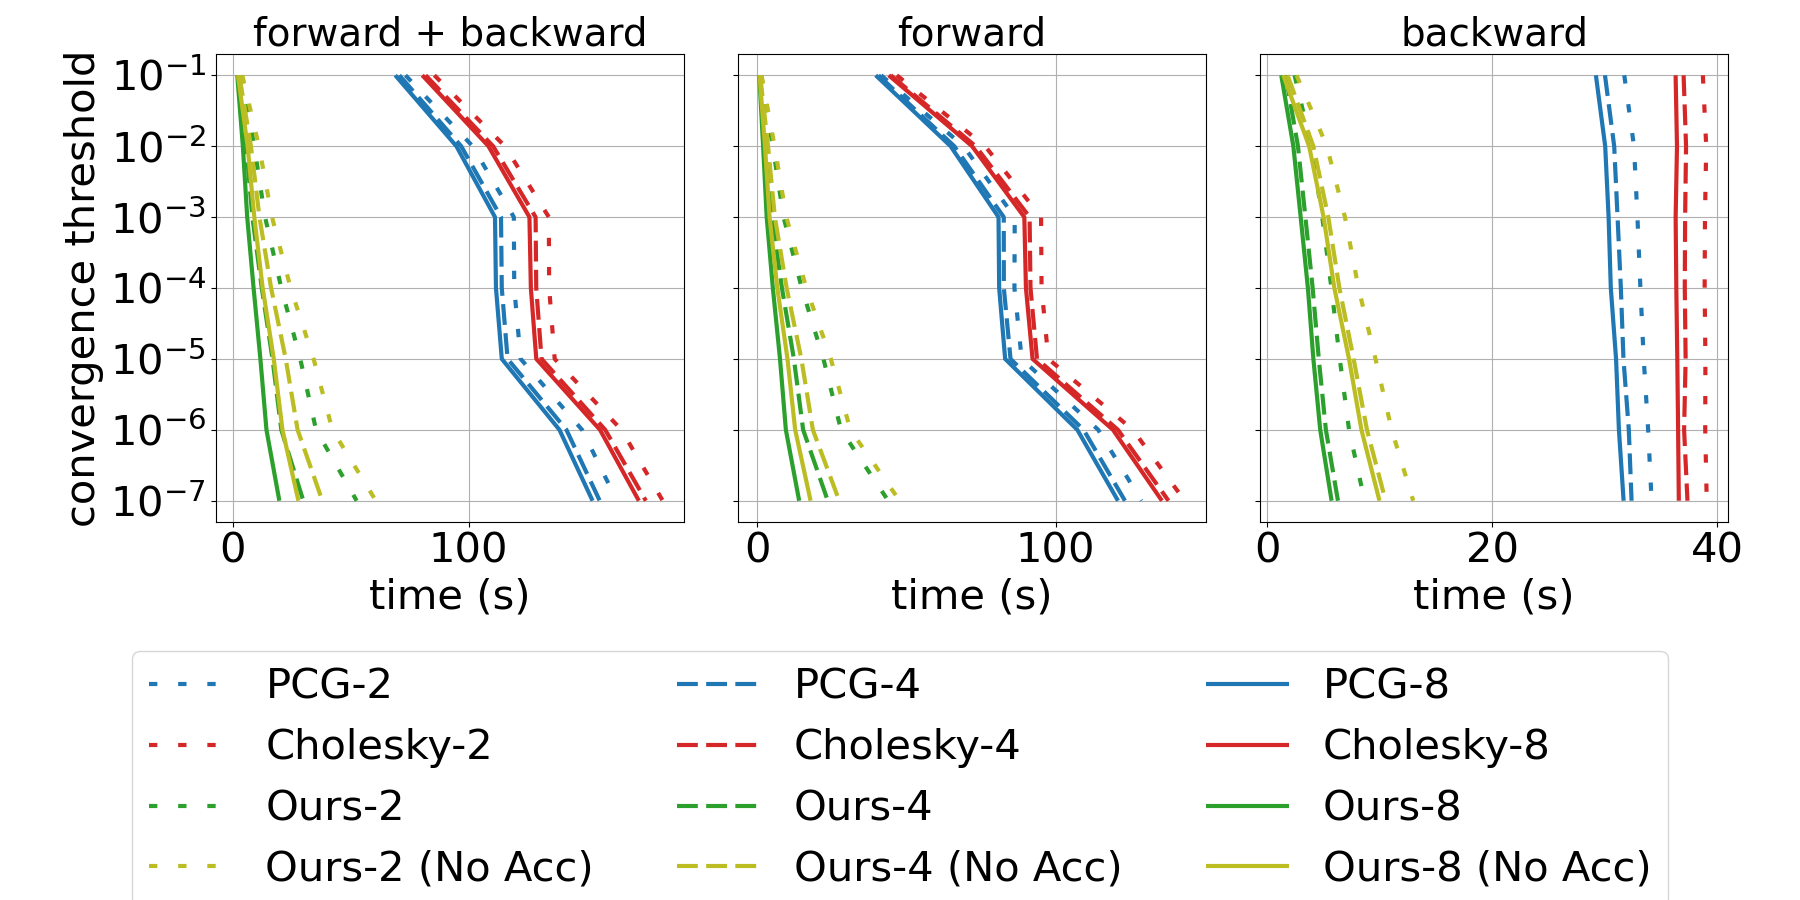 forward + backward
forward
backward
convergence threshold
10⁻¹
10⁻²
10⁻³
10⁻⁴
10⁻⁵
10⁻⁶
10⁻⁷
0 100
0 100
0 20 40
time (s)
time (s)
time (s)
PCG-2 PCG-4 PCG-8
Cholesky-2 Cholesky-4 Cholesky-8
Ours-2 Ours-4 Ours-8
Ours-2 (No Acc) Ours-4 (No Acc) Ours-8 (No Acc)